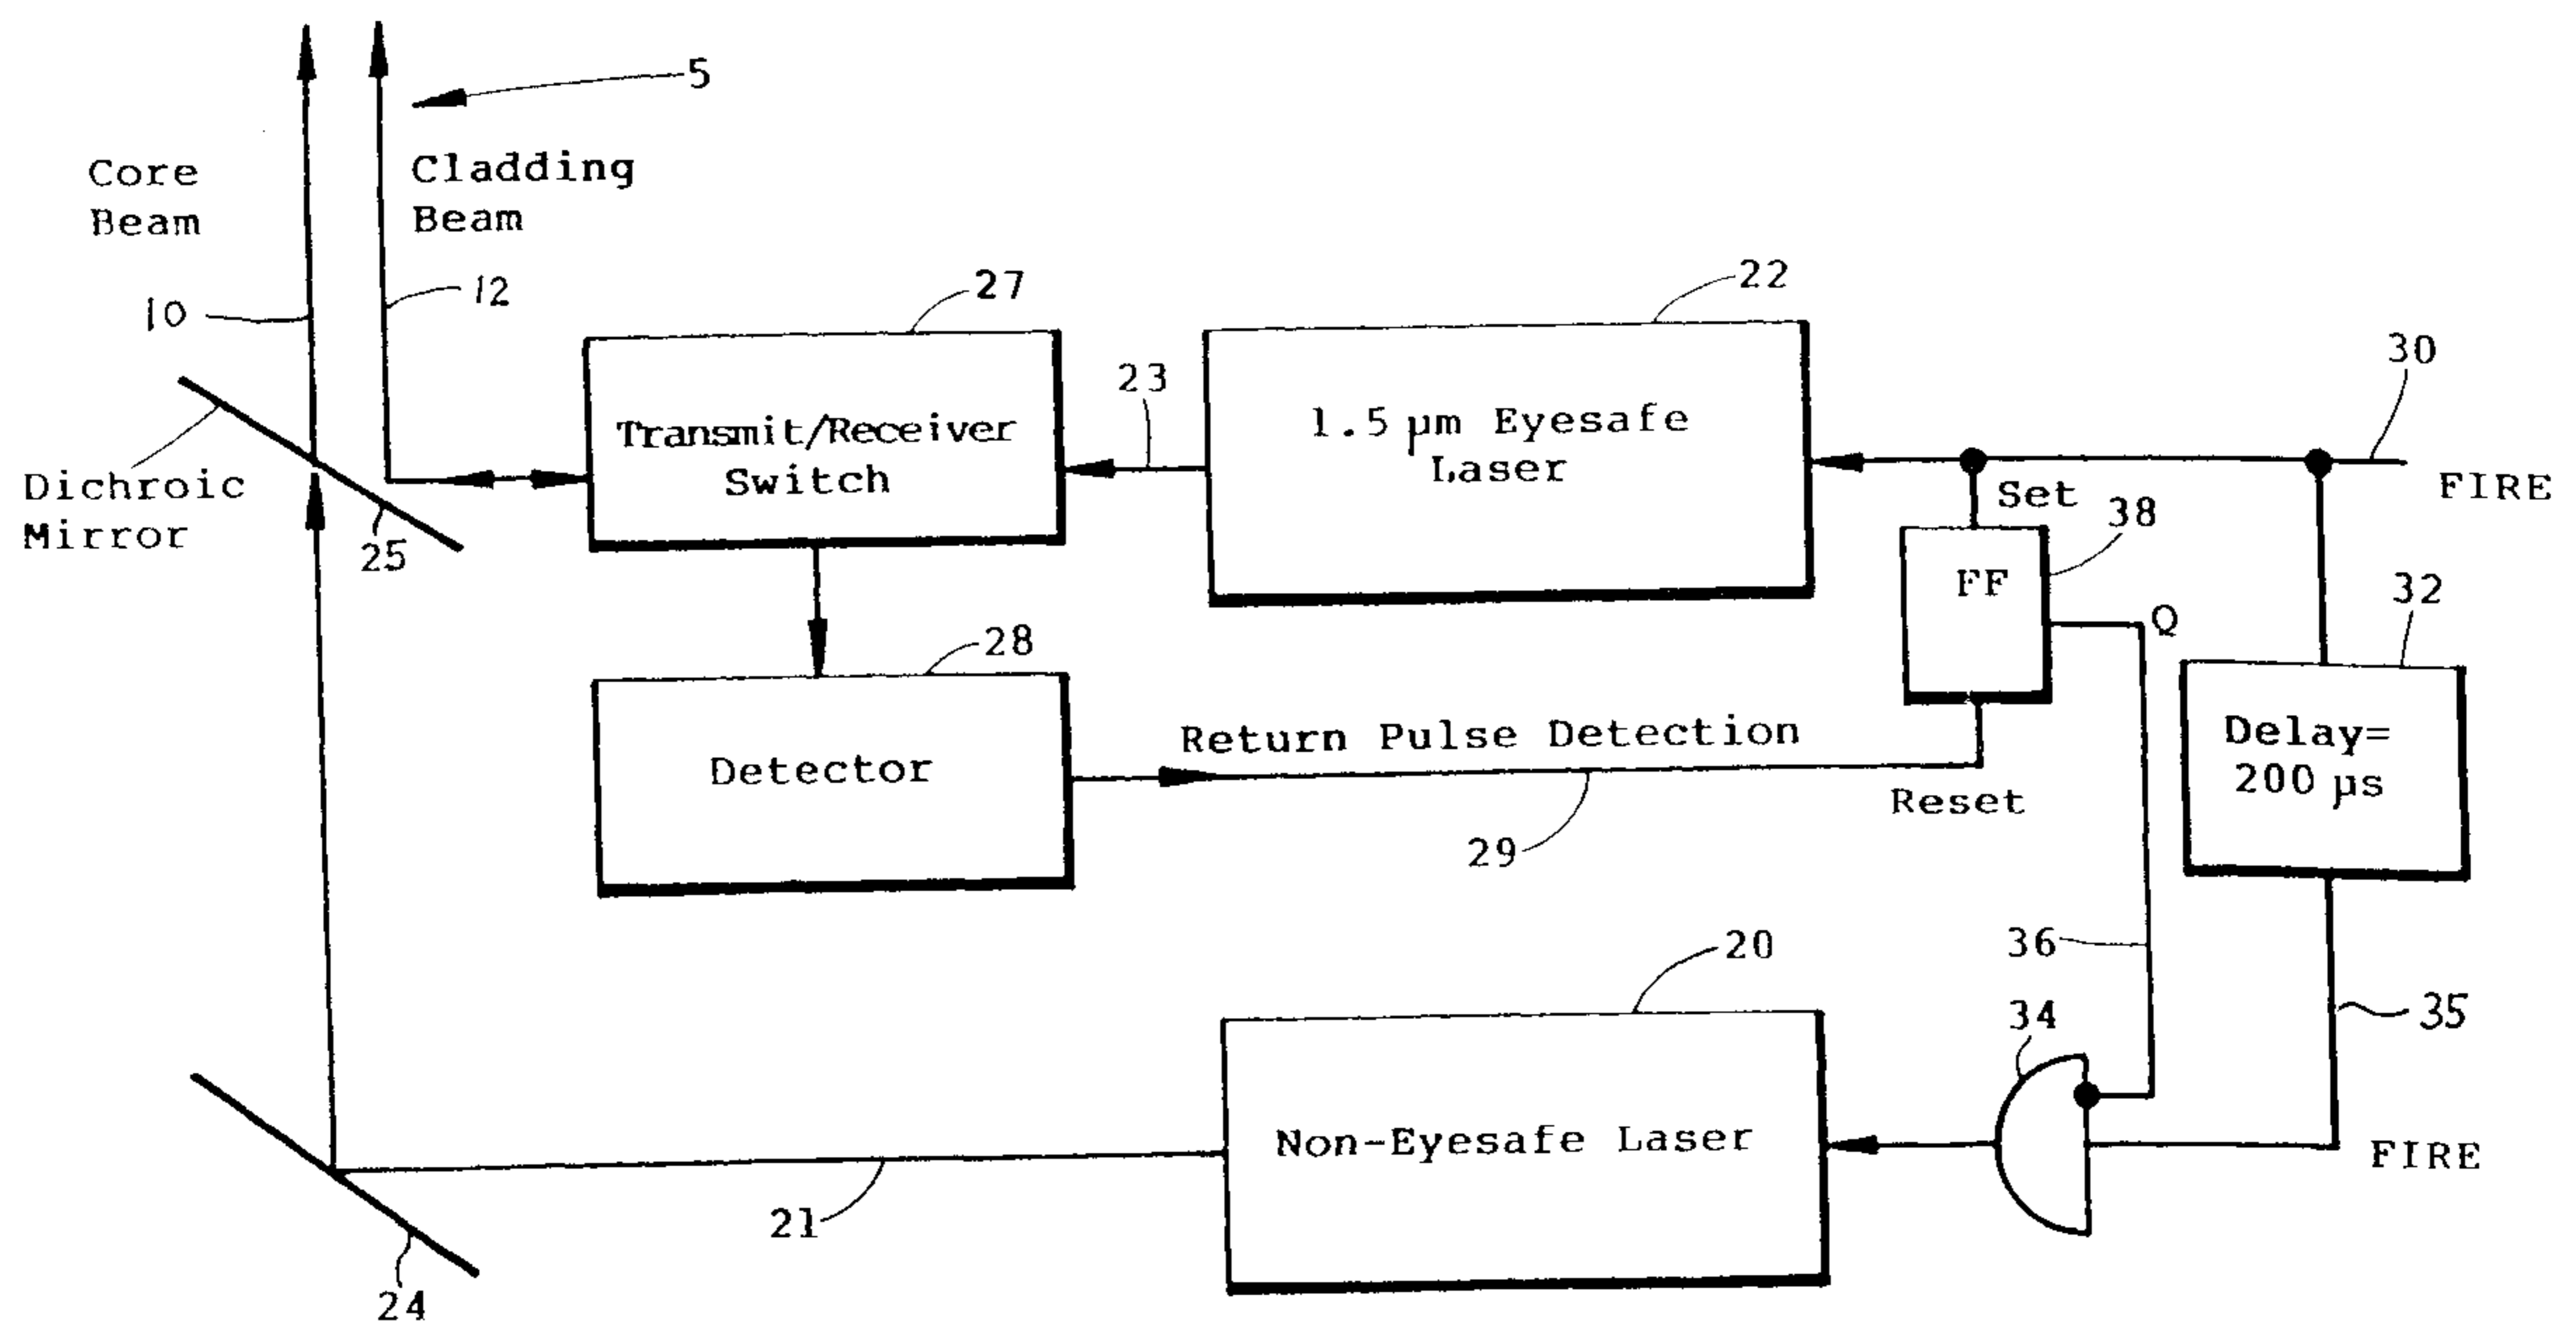 5
Core
Beam
Cladding
Beam
10
12
27
22
30
23
Transmit/Receiver
Switch
1.5 µm Eyesafe
Laser
FIRE
Set
38
Dichroic
Mirror
25
FF
32
Q
28
Delay=
200 µs
Detector
Return Pulse Detection
Reset
29
36
20
34
35
Non-Eyesafe Laser
FIRE
21
24